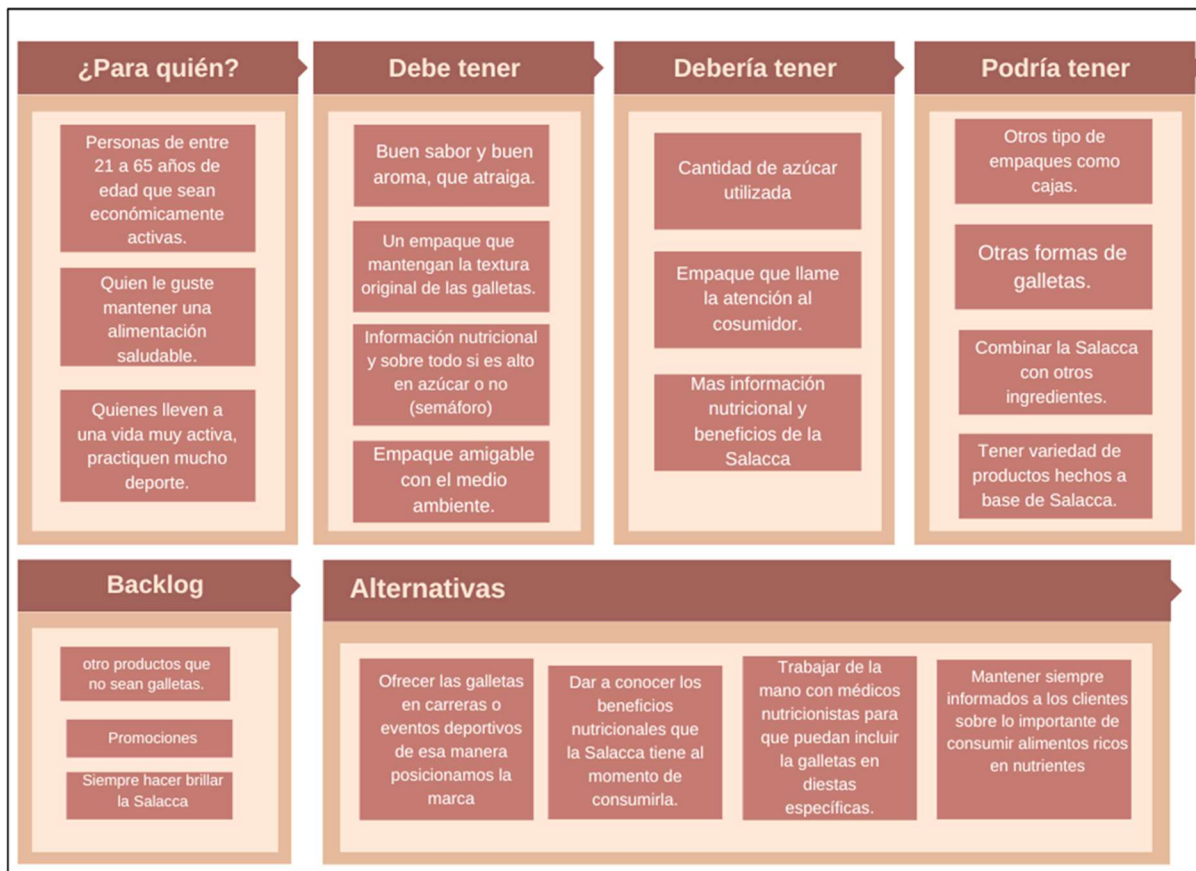 ¿Para quién?
Personas de entre
21 a 65 años de
edad que sean
económicamente
activas.
Quien le guste
mantener una
alimentación
saludable.
Quienes lleven a
una vida muy activa,
practiquen mucho
deporte.
Debe tener
Buen sabor y buen
aroma, que atraiga.
Un empaque que
mantengan la textura
original de las galletas.
Información nutricional
y sobre todo si es alto
en azúcar o no
(semáforo)
Empaque amigable
con el medio
ambiente.
Debería tener
Cantidad de azúcar
utilizada
Empaque que llame
la atención al
cosumidor.
Mas información
nutricional y
beneficios de la
Salacca
Podría tener
Otros tipo de
empaques como
cajas.
Otras formas de
galletas.
Combinar la Salacca
con otros
ingredientes.
Tener variedad de
productos hechos a
base de Salacca.
Backlog
otro productos que
no sean galletas.
Promociones
Siempre hacer brillar
la Salacca
Alternativas
Ofrecer las galletas
en carreras o
eventos deportivos
de esa manera
posicionamos la
marca
Dar a conocer los
beneficios
nutricionales que
la Salacca tiene al
momento de
consumirla.
Trabajar de la
mano con médicos
nutricionistas para
que puedan incluir
la galletas en
diestas
específicas.
Mantener siempre
informados a los clientes
sobre lo importante de
consumir alimentos ricos
en nutrientes